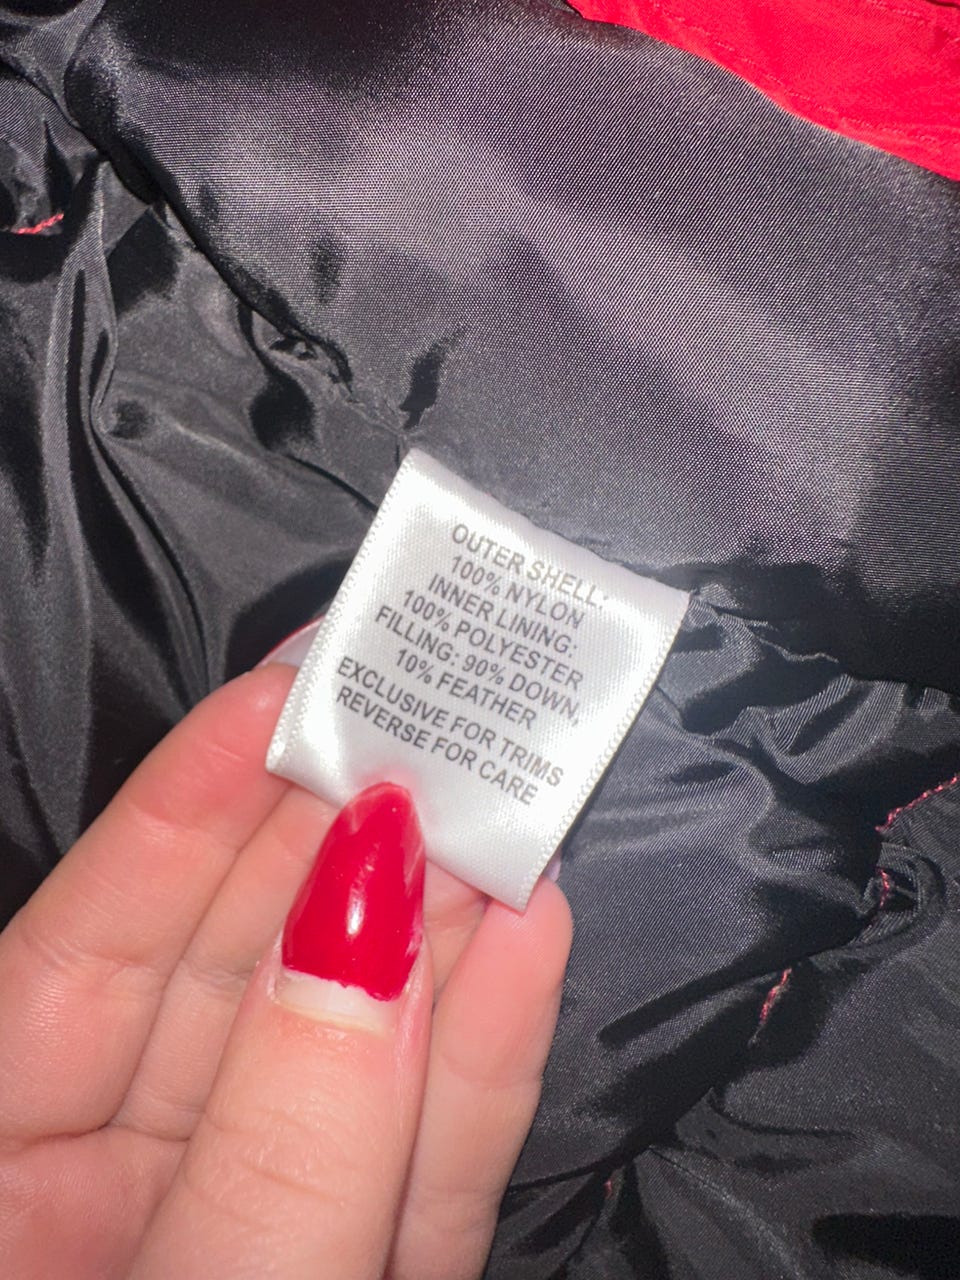 OUTER SHELL:
100% NYLON
INNER LINING:
100% POLYESTER
FILLING: 90% DOWN,
10% FEATHER
EXCLUSIVE FOR TRIMS
REVERSE FOR CARE